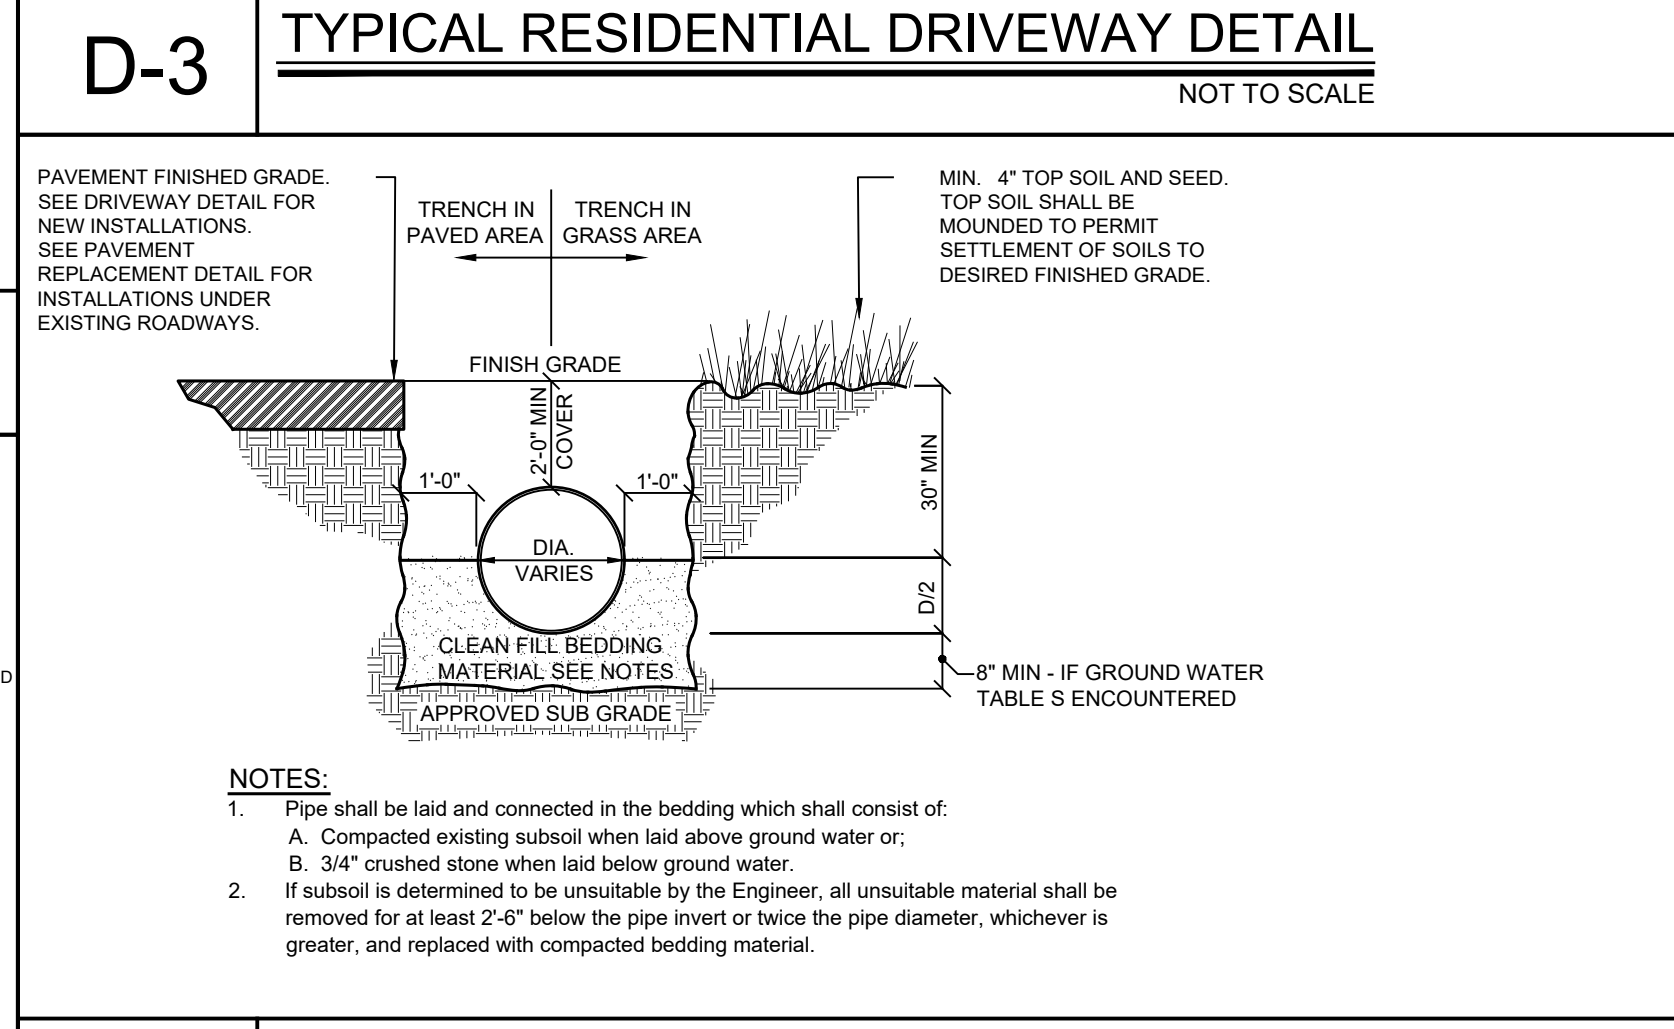 D-3
TYPICAL RESIDENTIAL DRIVEWAY DETAIL
NOT TO SCALE
PAVEMENT FINISHED GRADE.
SEE DRIVEWAY DETAIL FOR
NEW INSTALLATIONS.
SEE PAVEMENT
REPLACEMENT DETAIL FOR
INSTALLATIONS UNDER
EXISTING ROADWAYS.
TRENCH IN
PAVED AREA
TRENCH IN
GRASS AREA
MIN. 4" TOP SOIL AND SEED.
TOP SOIL SHALL BE
MOUNDED TO PERMIT
SETTLEMENT OF SOILS TO
DESIRED FINISHED GRADE.
FINISH GRADE
2'-0" MIN
COVER
1'-0"
1'-0"
30" MIN
DIA.
VARIES
D/2
CLEAN FILL BEDDING
MATERIAL SEE NOTES
8" MIN - IF GROUND WATER
TABLE S ENCOUNTERED
D
APPROVED SUB GRADE
NOTES:
1. Pipe shall be laid and connected in the bedding which shall consist of:
A. Compacted existing subsoil when laid above ground water or;
B. 3/4" crushed stone when laid below ground water.
2. If subsoil is determined to be unsuitable by the Engineer, all unsuitable material shall be
removed for at least 2'-6" below the pipe invert or twice the pipe diameter, whichever is
greater, and replaced with compacted bedding material.